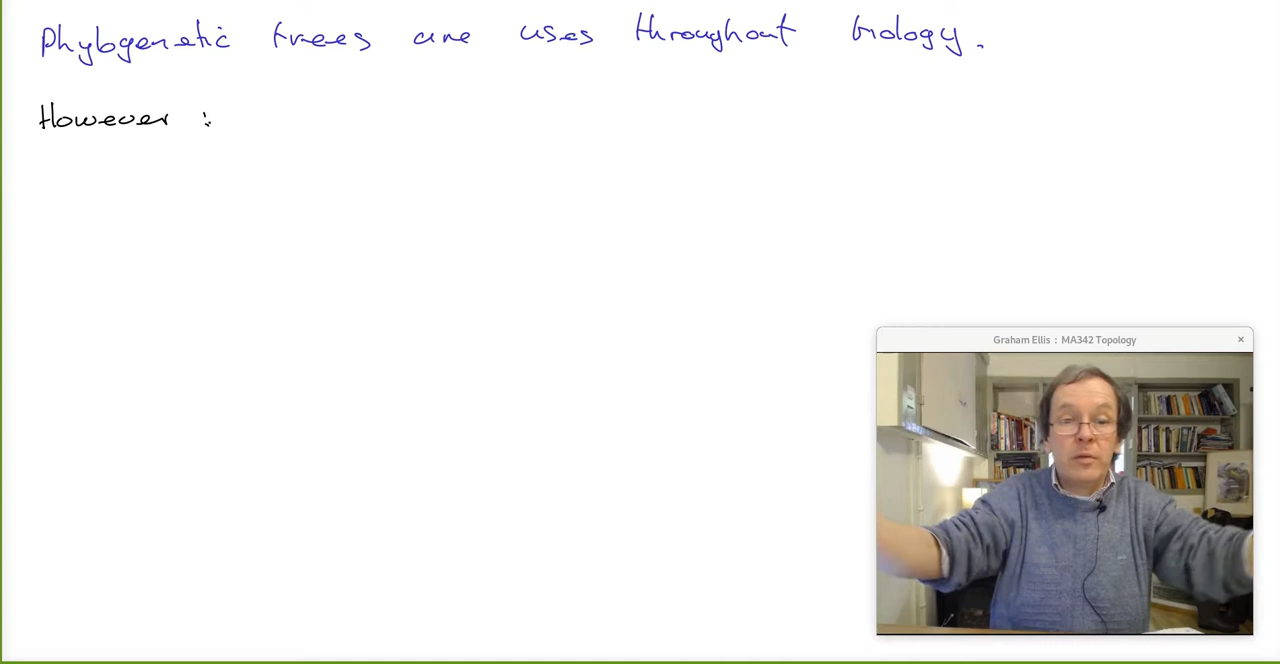 Phylogenetic trees are uses throughout biology.
However :
Graham Ellis : MA342 Topology